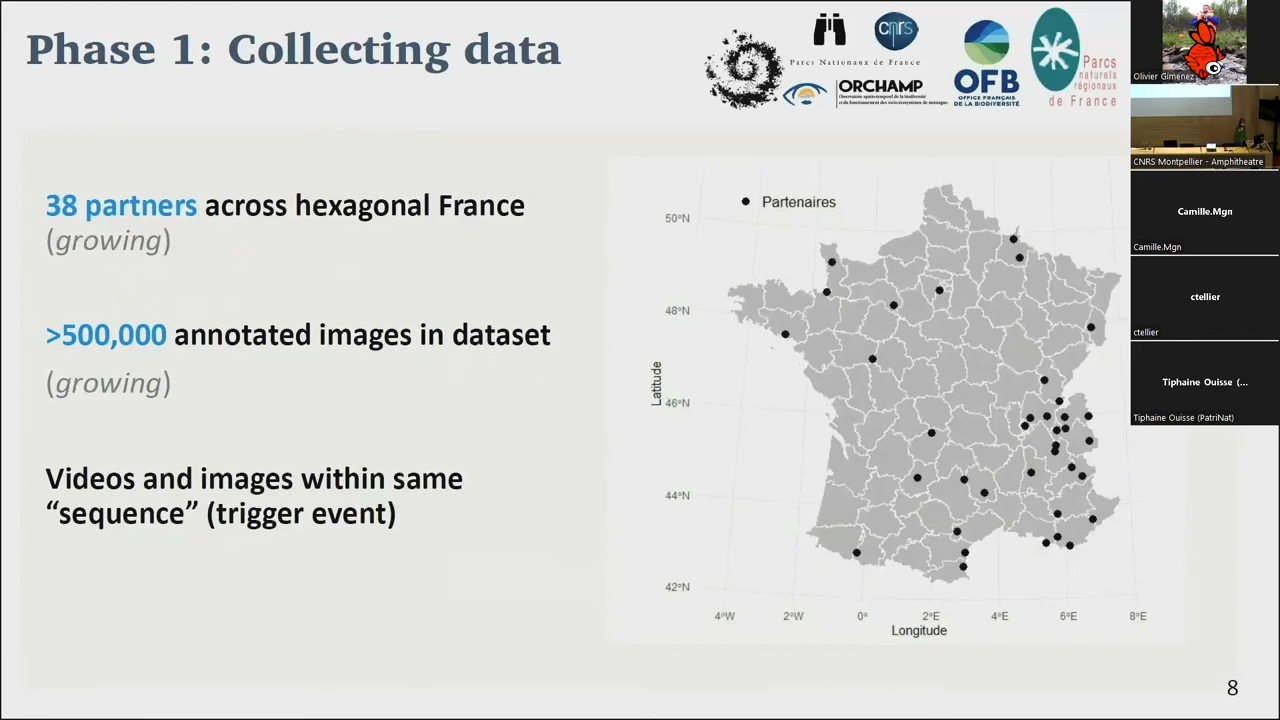 Phase 1: Collecting data
Parcs Nationaux de France
cnrs
ORCHAMP
OFB
OFFICE FRANÇAIS
DE LA BIODIVERSITÉ
Parcs
naturels
régionaux
de France
38 partners across hexagonal France
(growing)
>500,000 annotated images in dataset
(growing)
Videos and images within same
“sequence” (trigger event)
Partenaires
50°N
48°N
46°N
44°N
42°N
Latitude
4°W 2°W 0° 2°E 4°E 6°E 8°E
Longitude
8
Olivier Gimenez
CNRS Montpellier - Amphitheatre
Camille.Mgn
Camille.Mgn
ctellier
ctellier
Tiphaine Ouisse (...
Tiphaine Ouisse (PatriNat)